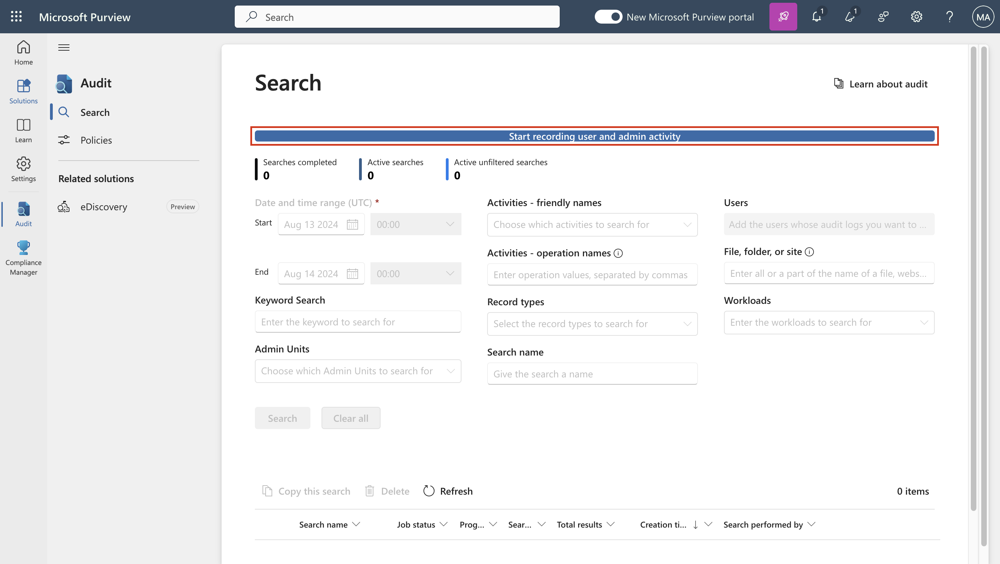 Microsoft Purview
Search
New Microsoft Purview portal
1
1
MA
Home
Solutions
Learn
Settings
Audit
Compliance
Manager
Audit
Search
Policies
Related solutions
eDiscovery
Preview
Search
Learn about audit
Start recording user and admin activity
Searches completed
0
Active searches
0
Active unfiltered searches
0
Date and time range (UTC) *
Start
Aug 13 2024
00:00
End
Aug 14 2024
00:00
Keyword Search
Enter the keyword to search for
Admin Units
Choose which Admin Units to search for
Activities - friendly names
Choose which activities to search for
Activities - operation names
Enter operation values, separated by commas
Record types
Select the record types to search for
Search name
Give the search a name
Users
Add the users whose audit logs you want to ...
File, folder, or site
Enter all or a part of the name of a file, webs...
Workloads
Enter the workloads to search for
Search
Clear all
Copy this search
Delete
Refresh
0 items
Search name
Job status
Prog...
Sear...
Total results
Creation ti... ↓
Search performed by